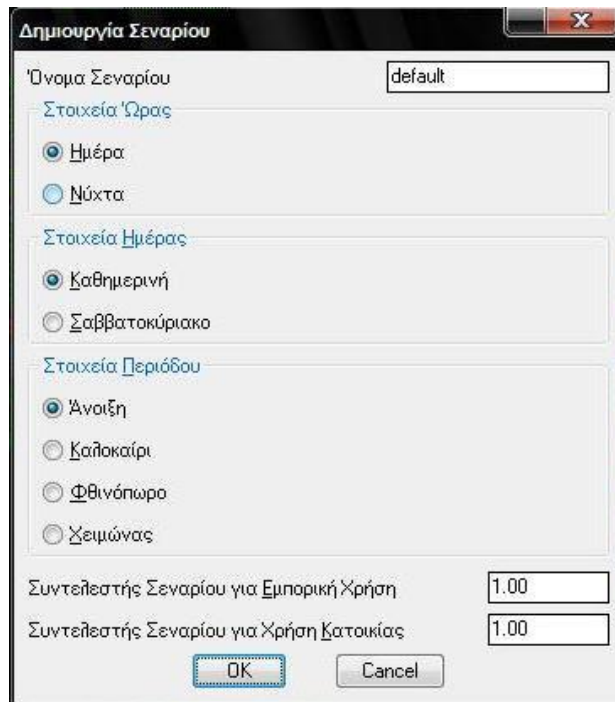 Δημιουργία Σεναρίου
Όνομα Σεναρίου
default
Στοιχεία Ώρας
Ημέρα
Νύχτα
Στοιχεία Ημέρας
Καθημερινή
Σαββατοκύριακο
Στοιχεία Περιόδου
Άνοιξη
Καλοκαίρι
Φθινόπωρο
Χειμώνας
Συντελεστής Σεναρίου για Εμπορική Χρήση
1.00
Συντελεστής Σεναρίου για Χρήση Κατοικίας
1.00
OK
Cancel